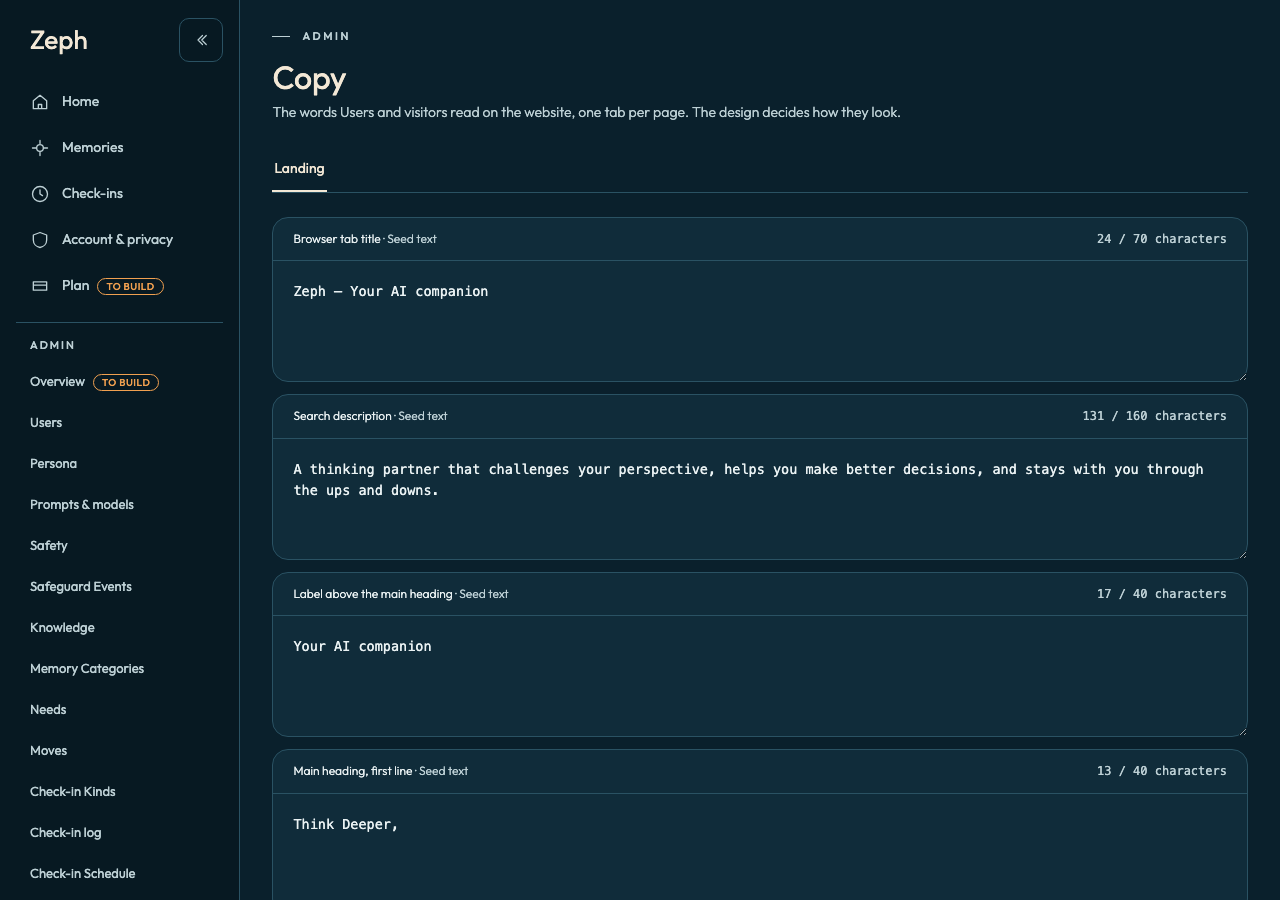 Zeph
Home
Memories
Check-ins
Account & privacy
Plan TO BUILD
ADMIN
Overview TO BUILD
Users
Persona
Prompts & models
Safety
Safeguard Events
Knowledge
Memory Categories
Needs
Moves
Check-in Kinds
Check-in log
Check-in Schedule
ADMIN
Copy
The words Users and visitors read on the website, one tab per page. The design decides how they look.
Landing
Browser tab title · Seed text 24 / 70 characters
Zeph — Your AI companion
Search description · Seed text 131 / 160 characters
A thinking partner that challenges your perspective, helps you make better decisions, and stays with you through
the ups and downs.
Label above the main heading · Seed text 17 / 40 characters
Your AI companion
Main heading, first line · Seed text 13 / 40 characters
Think Deeper,